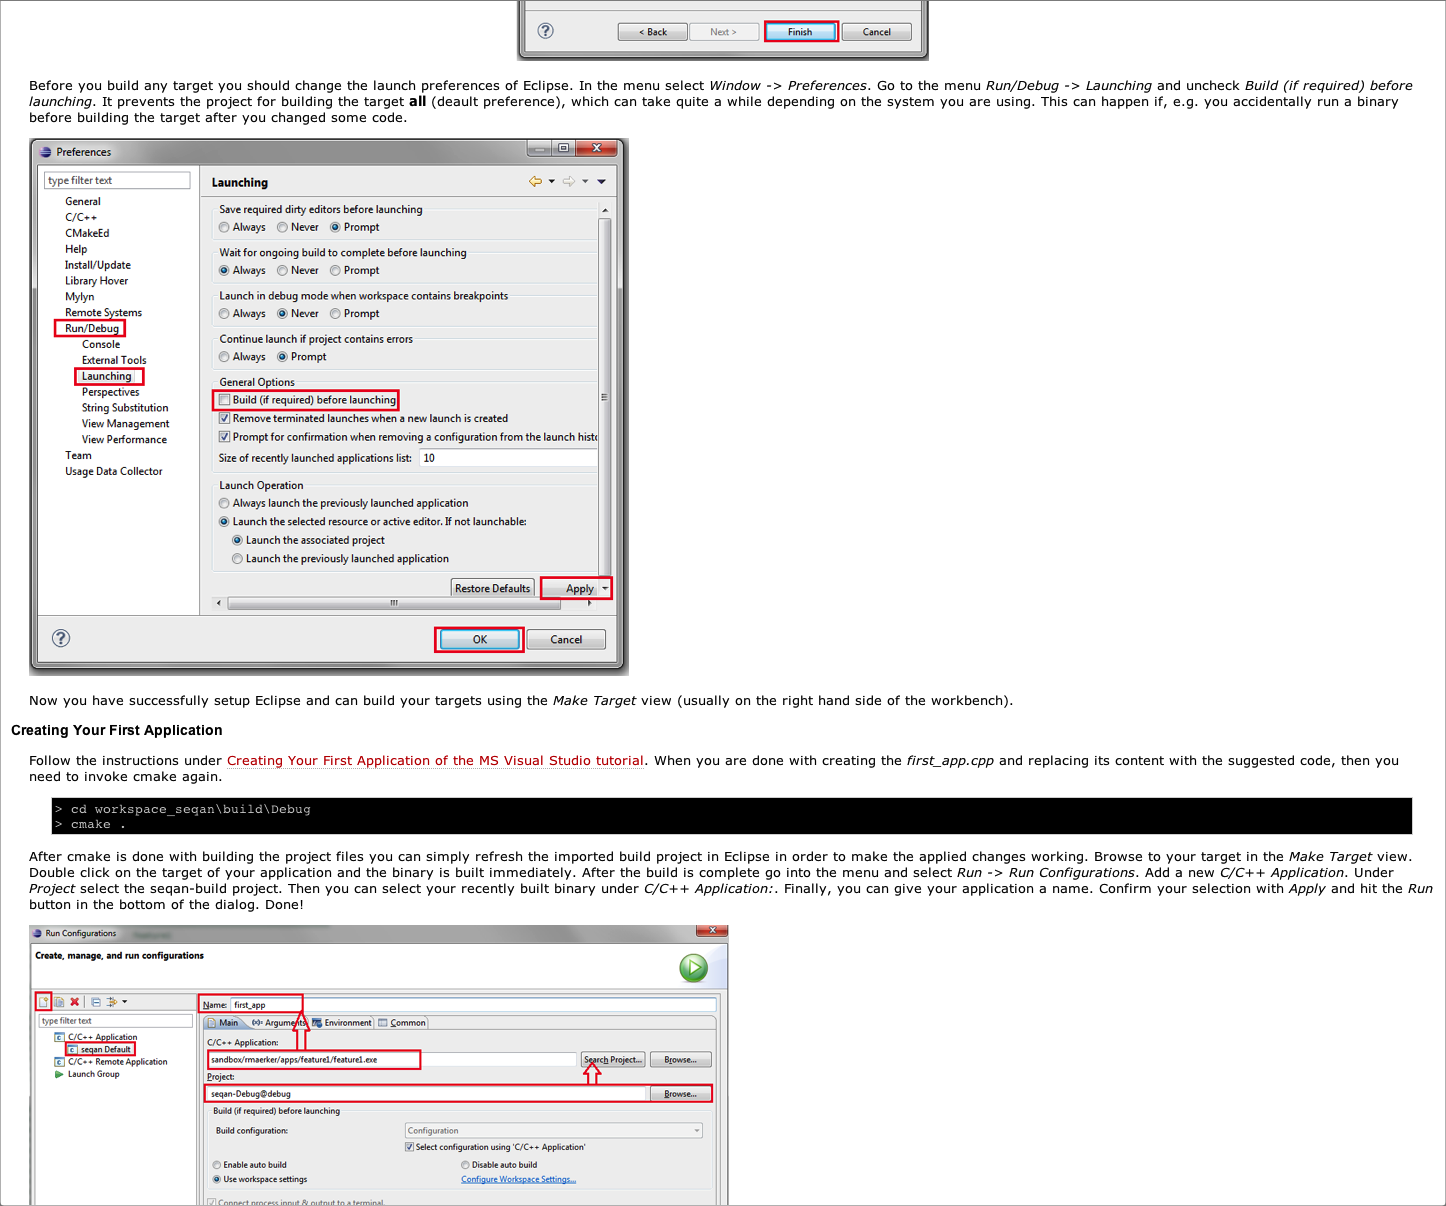 < Back Next > Finish Cancel
Before you build any target you should change the launch preferences of Eclipse. In the menu select Window -> Preferences. Go to the menu Run/Debug -> Launching and uncheck Build (if required) before
launching. It prevents the project for building the target all (deault preference), which can take quite a while depending on the system you are using. This can happen if, e.g. you accidentally run a binary
before building the target after you changed some code.
Preferences
type filter text
General
C/C++
CMakeEd
Help
Install/Update
Library Hover
Mylyn
Remote Systems
Run/Debug
Console
External Tools
Launching
Perspectives
String Substitution
View Management
View Performance
Team
Usage Data Collector
Launching
Save required dirty editors before launching
Always Never Prompt
Wait for ongoing build to complete before launching
Always Never Prompt
Launch in debug mode when workspace contains breakpoints
Always Never Prompt
Continue launch if project contains errors
Always Prompt
General Options
Build (if required) before launching
Remove terminated launches when a new launch is created
Prompt for confirmation when removing a configuration from the launch histo
Size of recently launched applications list: 10
Launch Operation
Always launch the previously launched application
Launch the selected resource or active editor. If not launchable:
Launch the associated project
Launch the previously launched application
Restore Defaults Apply
OK Cancel
Now you have successfully setup Eclipse and can build your targets using the Make Target view (usually on the right hand side of the workbench).
Creating Your First Application
Follow the instructions under Creating Your First Application of the MS Visual Studio tutorial. When you are done with creating the first_app.cpp and replacing its content with the suggested code, then you
need to invoke cmake again.
> cd workspace_seqan\build\Debug
> cmake .
After cmake is done with building the project files you can simply refresh the imported build project in Eclipse in order to make the applied changes working. Browse to your target in the Make Target view.
Double click on the target of your application and the binary is built immediately. After the build is complete go into the menu and select Run -> Run Configurations. Add a new C/C++ Application. Under
Project select the seqan-build project. Then you can select your recently built binary under C/C++ Application:. Finally, you can give your application a name. Confirm your selection with Apply and hit the Run
button in the bottom of the dialog. Done!
Run Configurations
Create, manage, and run configurations
type filter text
C/C++ Application
seqan Default
C/C++ Remote Application
Launch Group
Name: first_app
Main Arguments Environment Common
C/C++ Application:
sandbox/rmaerker/apps/feature1/feature1.exe Search Project... Browse...
Project:
seqan-Debug@debug Browse...
Build (if required) before launching
Build configuration: Configuration
Select configuration using 'C/C++ Application'
Enable auto build Disable auto build
Use workspace settings Configure Workspace Settings...
Connect process input & output to a terminal.